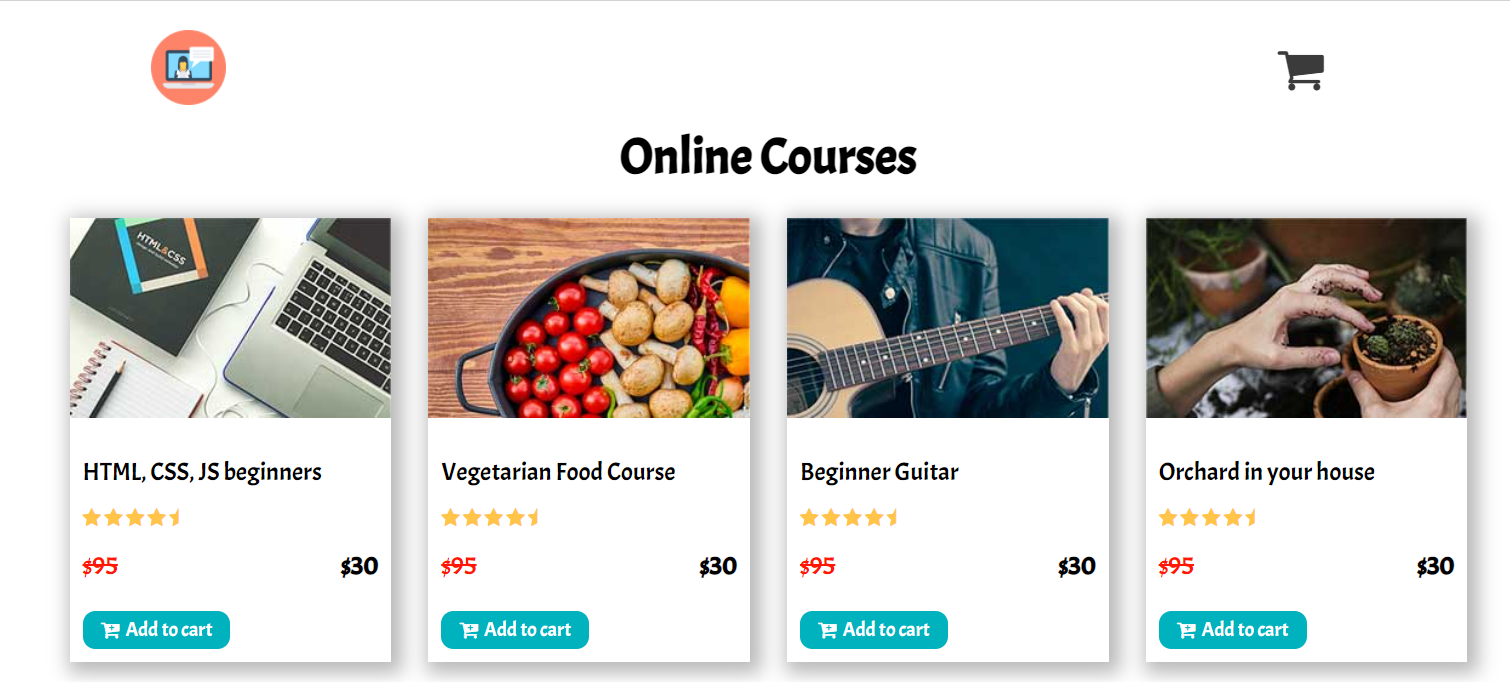 Online Courses
HTML&CSS
HTML, CSS, JS beginners
$95
$30
Add to cart
Vegetarian Food Course
$95
$30
Add to cart
Beginner Guitar
$95
$30
Add to cart
Orchard in your house
$95
$30
Add to cart